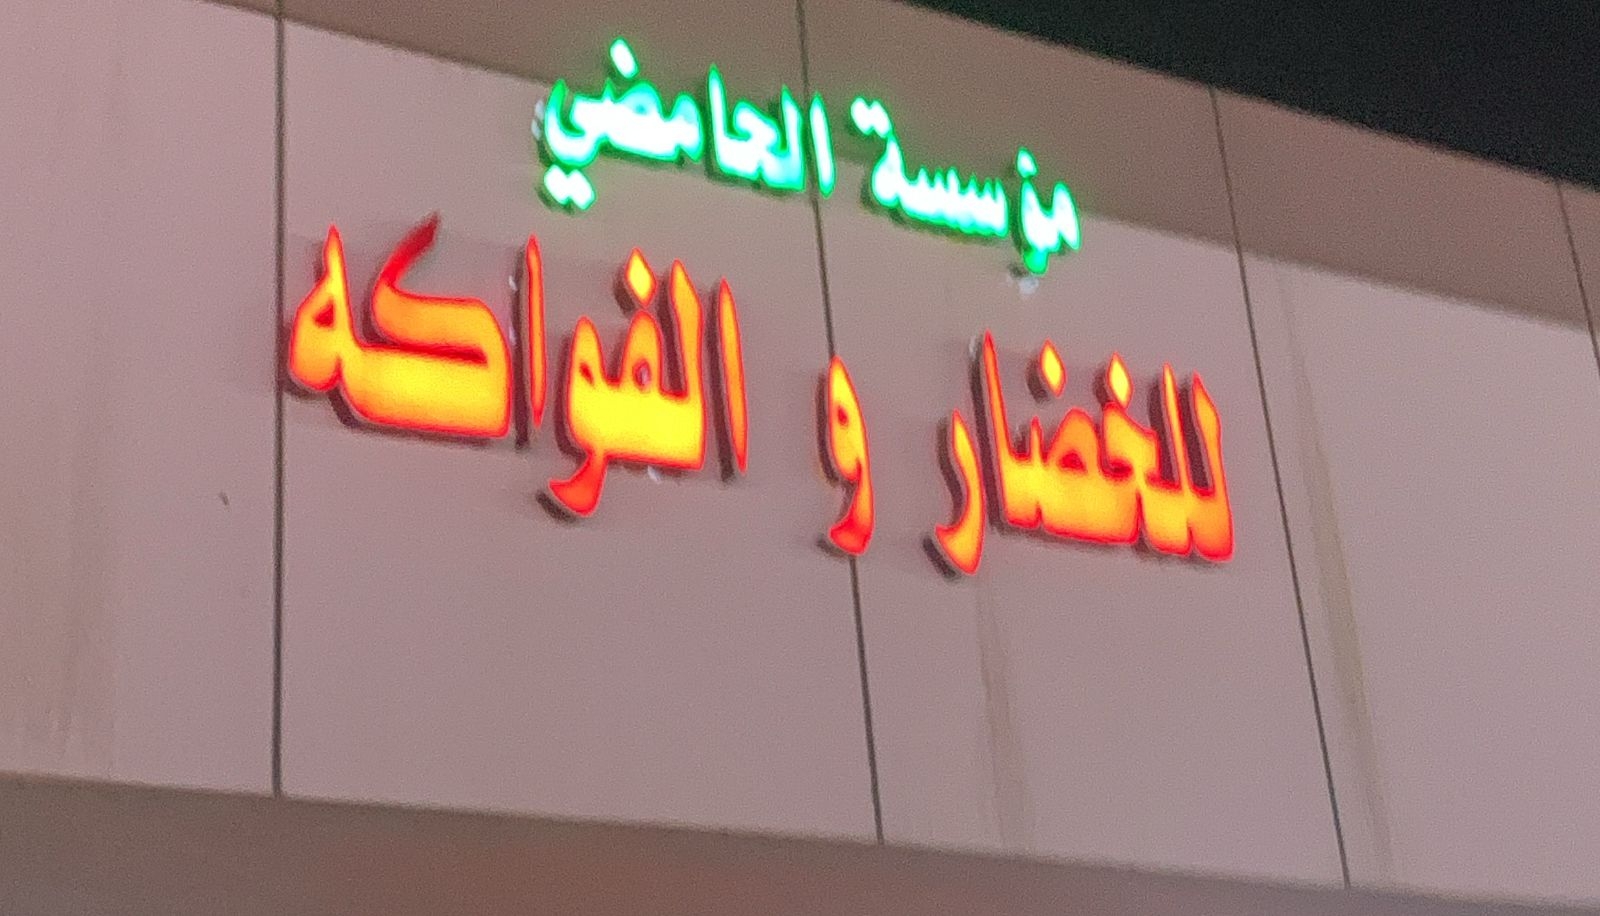 مؤسسة الحامضي
للخضار و الفواكه